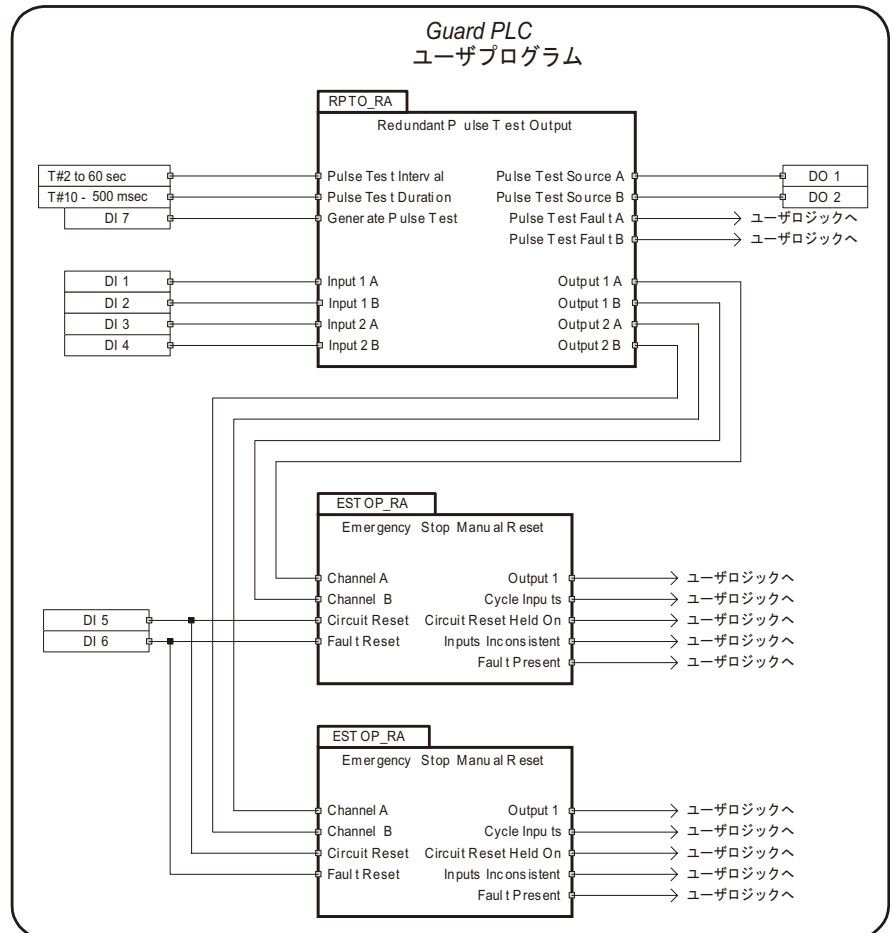 Guard PLC
ユーザプログラム
RPTO_RA
Redundant Pulse Test Output
T#2 to 60 sec
Pulse Test Interval
Pulse Test Source A
DO 1
T#10 - 500 msec
Pulse Test Duration
Pulse Test Source B
DO 2
DI 7
Generate Pulse Test
Pulse Test Fault A
ユーザロジックへ
Pulse Test Fault B
ユーザロジックへ
DI 1
Input 1 A
Output 1 A
DI 2
Input 1 B
Output 1 B
DI 3
Input 2 A
Output 2 A
DI 4
Input 2 B
Output 2 B
ESTOP_RA
Emergency Stop Manual Reset
Channel A
Output 1
ユーザロジックへ
Channel B
Cycle Inputs
ユーザロジックへ
DI 5
Circuit Reset
Circuit Reset Held On
ユーザロジックへ
DI 6
Fault Reset
Inputs Inconsistent
ユーザロジックへ
Fault Present
ユーザロジックへ
ESTOP_RA
Emergency Stop Manual Reset
Channel A
Output 1
ユーザロジックへ
Channel B
Cycle Inputs
ユーザロジックへ
Circuit Reset
Circuit Reset Held On
ユーザロジックへ
Fault Reset
Inputs Inconsistent
ユーザロジックへ
Fault Present
ユーザロジックへ